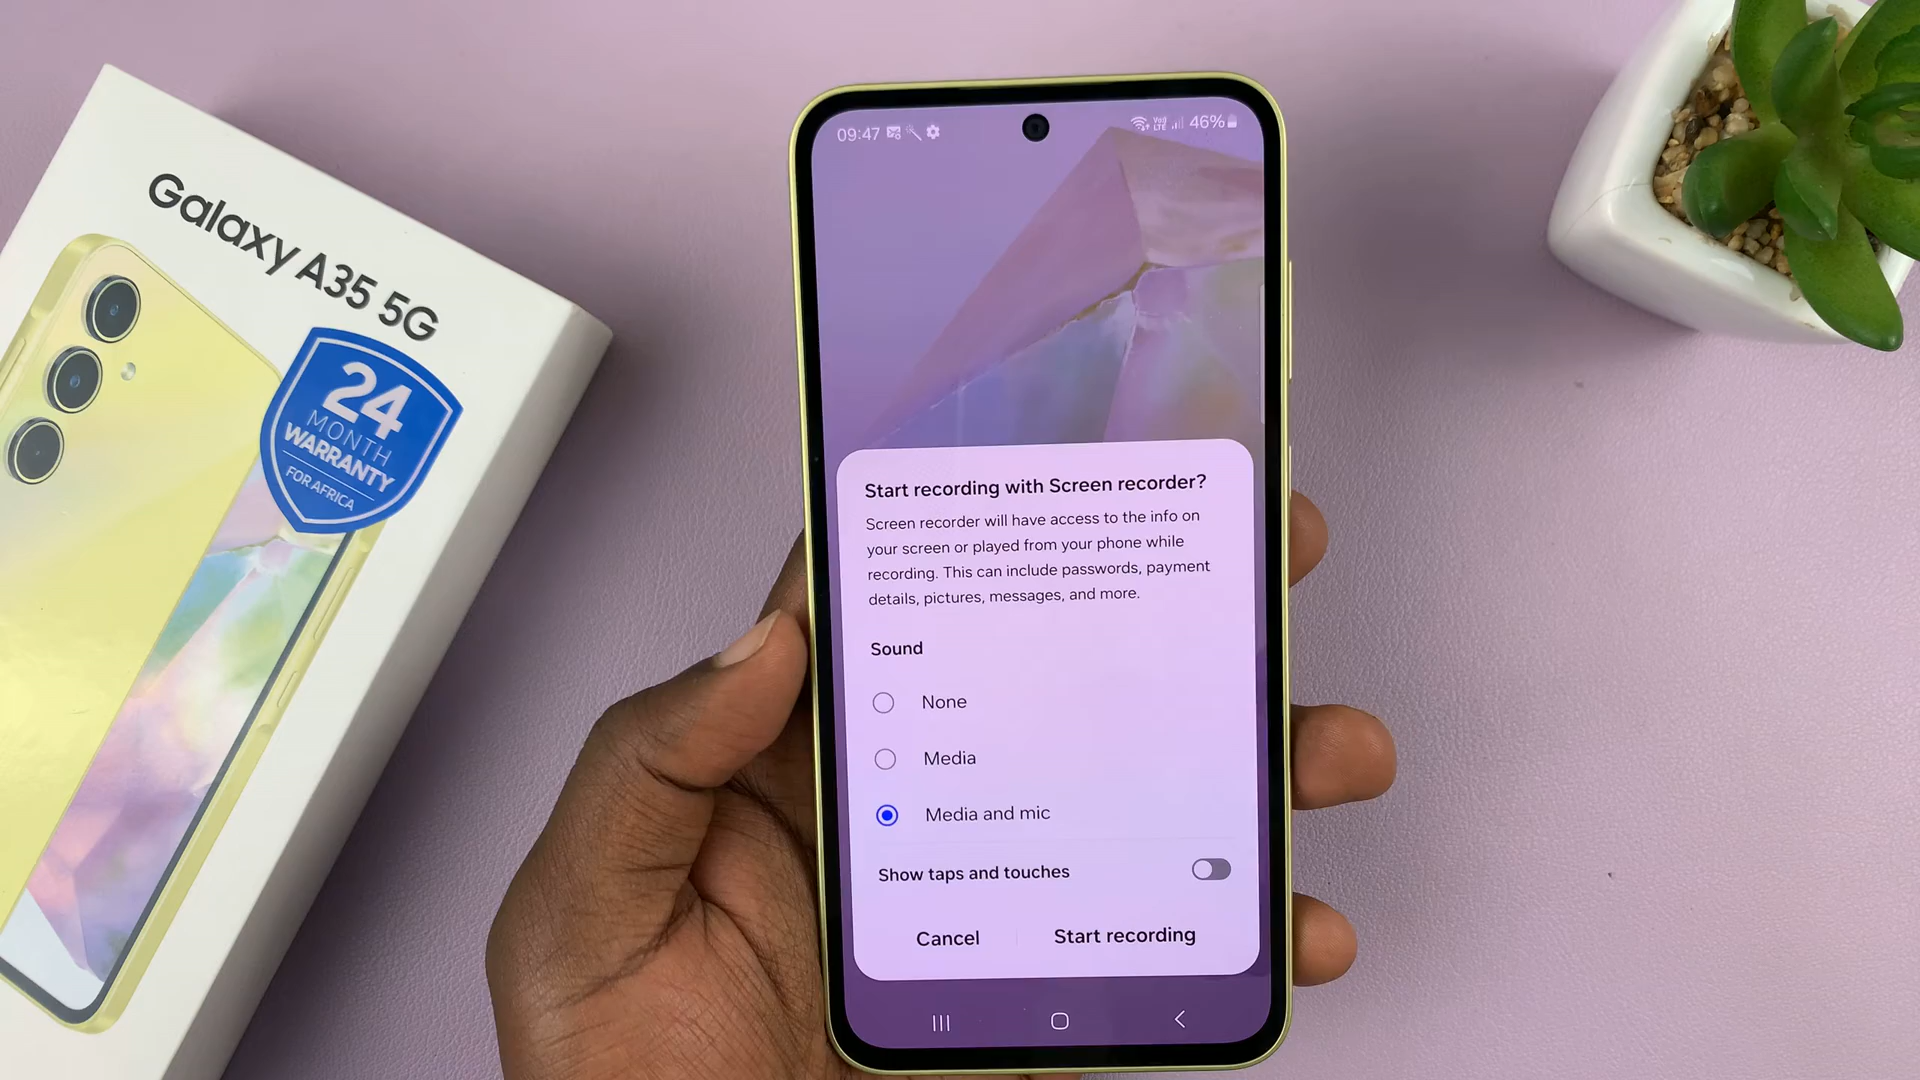 Galaxy A35 5G
24
MONTH
WARRANTY
FOR AFRICA
09:47
46%
Start recording with Screen recorder?
Screen recorder will have access to the info on
your screen or played from your phone while
recording. This can include passwords, payment
details, pictures, messages, and more.
Sound
None
Media
Media and mic
Show taps and touches
Cancel
Start recording